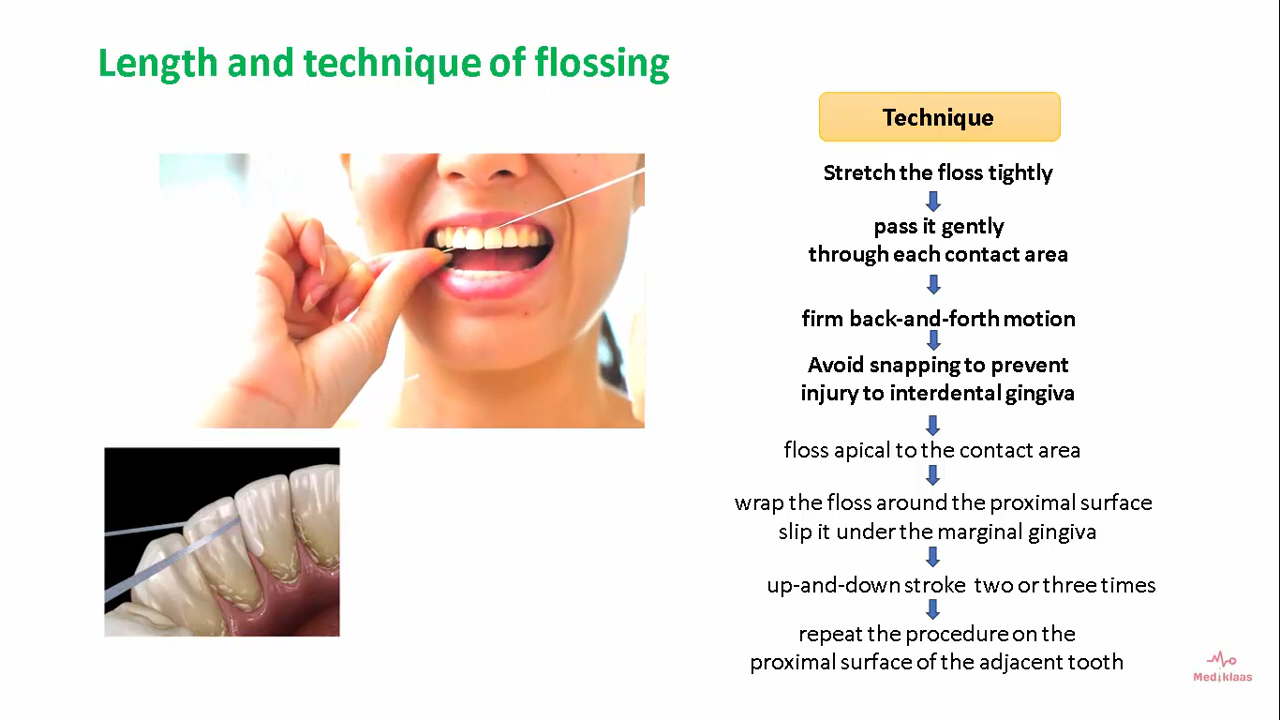 Length and technique of flossing
Technique
Stretch the floss tightly
pass it gently
through each contact area
firm back-and-forth motion
Avoid snapping to prevent
injury to interdental gingiva
floss apical to the contact area
wrap the floss around the proximal surface
slip it under the marginal gingiva
up-and-down stroke two or three times
repeat the procedure on the
proximal surface of the adjacent tooth
Mediklaas